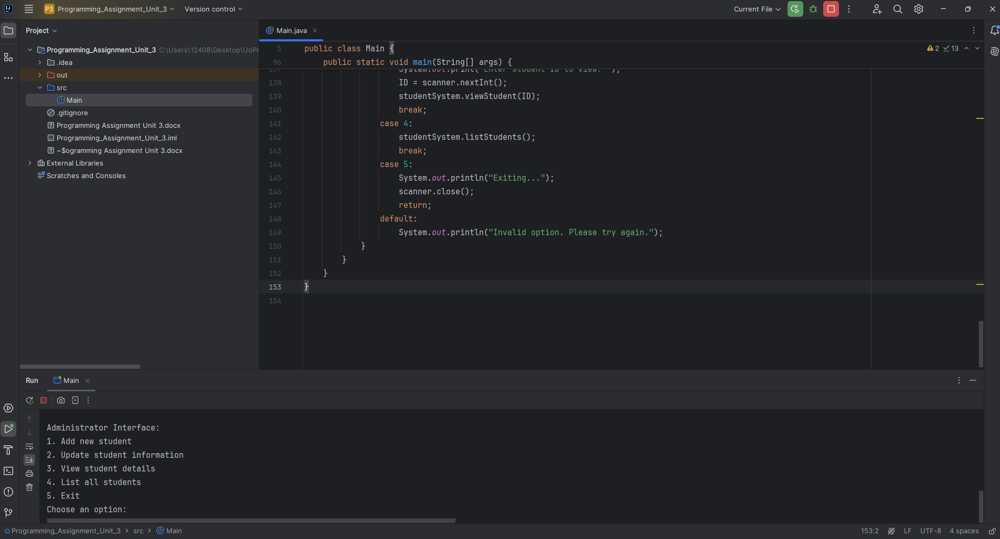 P3 Programming_Assignment_Unit_3 Version control Current File
Project
Main.java
Programming_Assignment_Unit_3 C:\Users\12408\Desktop\UoPe
.idea
out
src
Main
.gitignore
Programming Assignment Unit 3.docx
Programming_Assignment_Unit_3.iml
~$ogramming Assignment Unit 3.docx
External Libraries
Scratches and Consoles
5 public class Main {
2 13
96 public static void main(String[] args) {
137 System.out.print("Enter student ID to view: ");
138 ID = scanner.nextInt();
139 studentSystem.viewStudent(ID);
140 break;
141 case 4:
142 studentSystem.listStudents();
143 break;
144 case 5:
145 System.out.println("Exiting...");
146 scanner.close();
147 return;
148 default:
149 System.out.println("Invalid option. Please try again.");
150 }
151 }
152 }
153 }
154
Run Main
Administrator Interface:
1. Add new student
2. Update student information
3. View student details
4. List all students
5. Exit
Choose an option:
Programming_Assignment_Unit_3 > src > Main
153:2 LF UTF-8 4 spaces